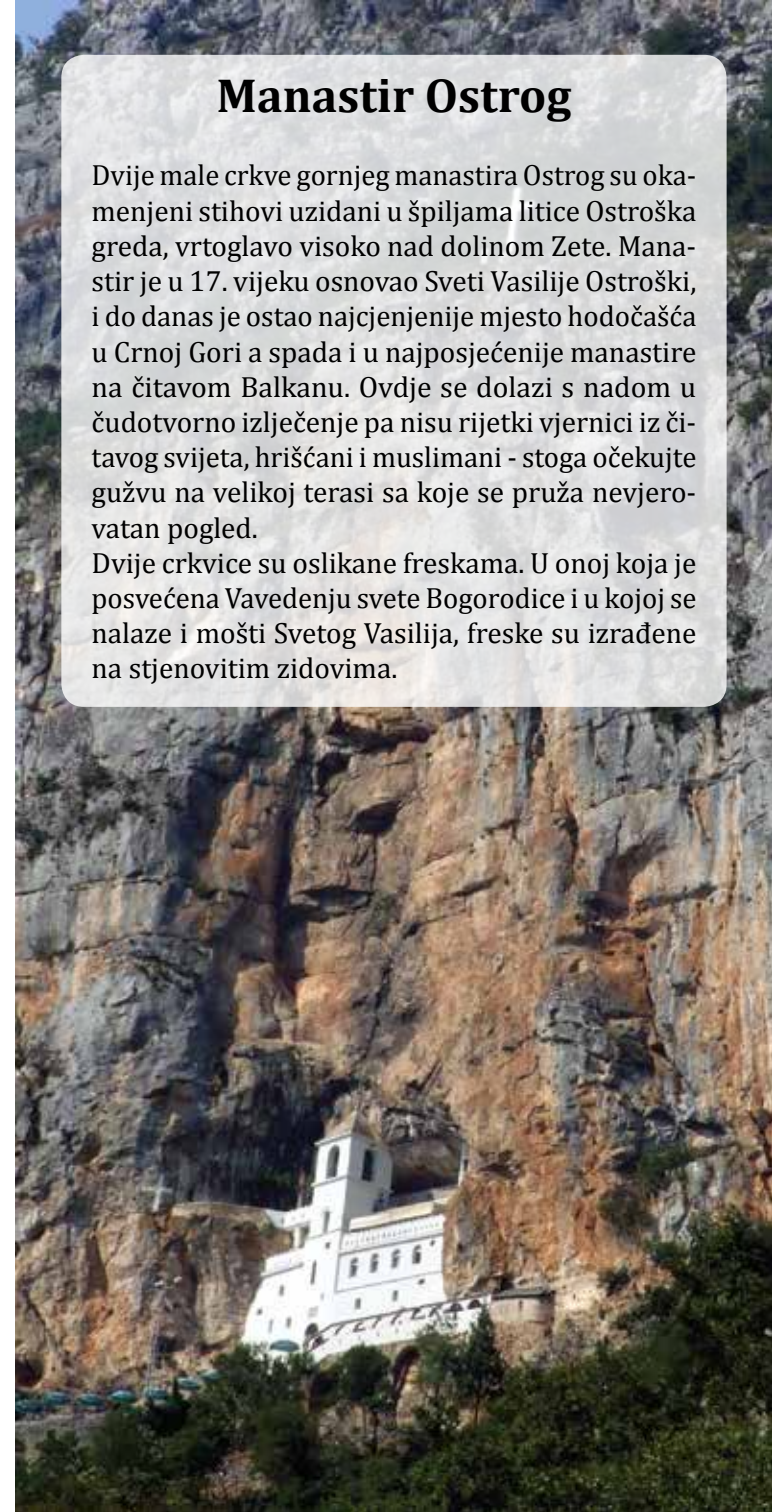 Manastir Ostrog
Dvije male crkve gornjeg manastira Ostrog su oka-
menjeni stihovi uzidani u špiljama litice Ostroška
greda, vrtoglavo visoko nad dolinom Zete. Mana-
stir je u 17. vijeku osnovao Sveti Vasilije Ostroški,
i do danas je ostao najcjenjenije mjesto hodočašća
u Crnoj Gori a spada i u najposjećenije manastire
na čitavom Balkanu. Ovdje se dolazi s nadom u
čudotvorno izlječenje pa nisu rijetki vjernici iz či-
tavog svijeta, hrišćani i muslimani - stoga očekujte
gužvu na velikoj terasi sa koje se pruža nevjero-
vatan pogled.
Dvije crkvice su oslikane freskama. U onoj koja je
posvećena Vavedenju svete Bogorodice i u kojoj se
nalaze i mošti Svetog Vasilija, freske su izrađene
na stjenovitim zidovima.